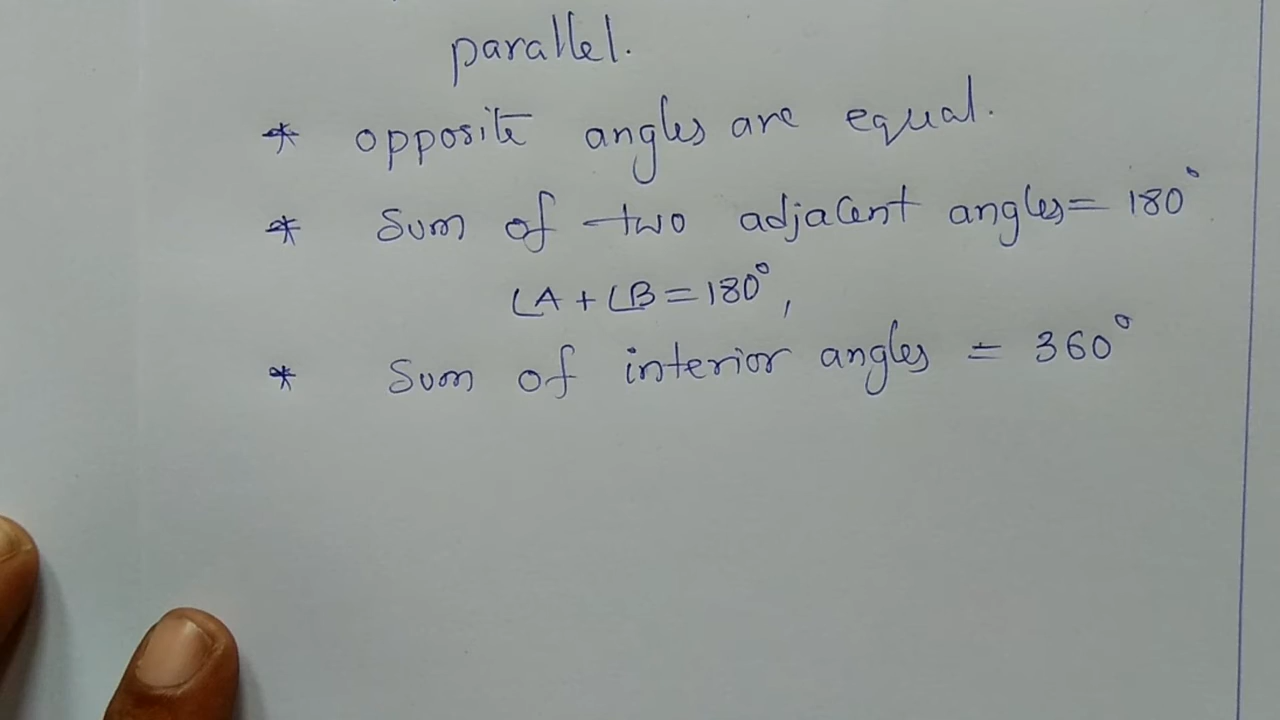 parallel.
* opposite angles are equal.
* Sum of two adjacent angles = 180°
∠A + ∠B = 180°,
* Sum of interior angles = 360°